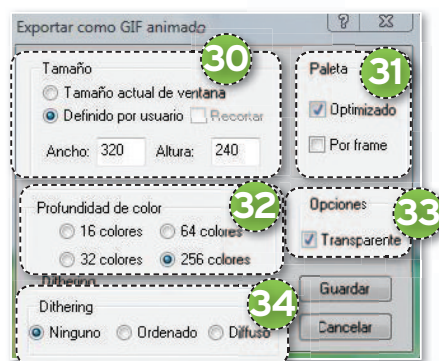 Exportar como GIF animado
30
31
Tamaño
Tamaño actual de ventana
Definido por usuario Recortar
Ancho: 320 Altura: 240
Paleta
Optimizado
Por frame
32
33
Profundidad de color
16 colores 64 colores
32 colores 256 colores
Opciones
Transparente
34
Dithering
Dithering
Ninguno Ordenado Difuso
Guardar
Cancelar